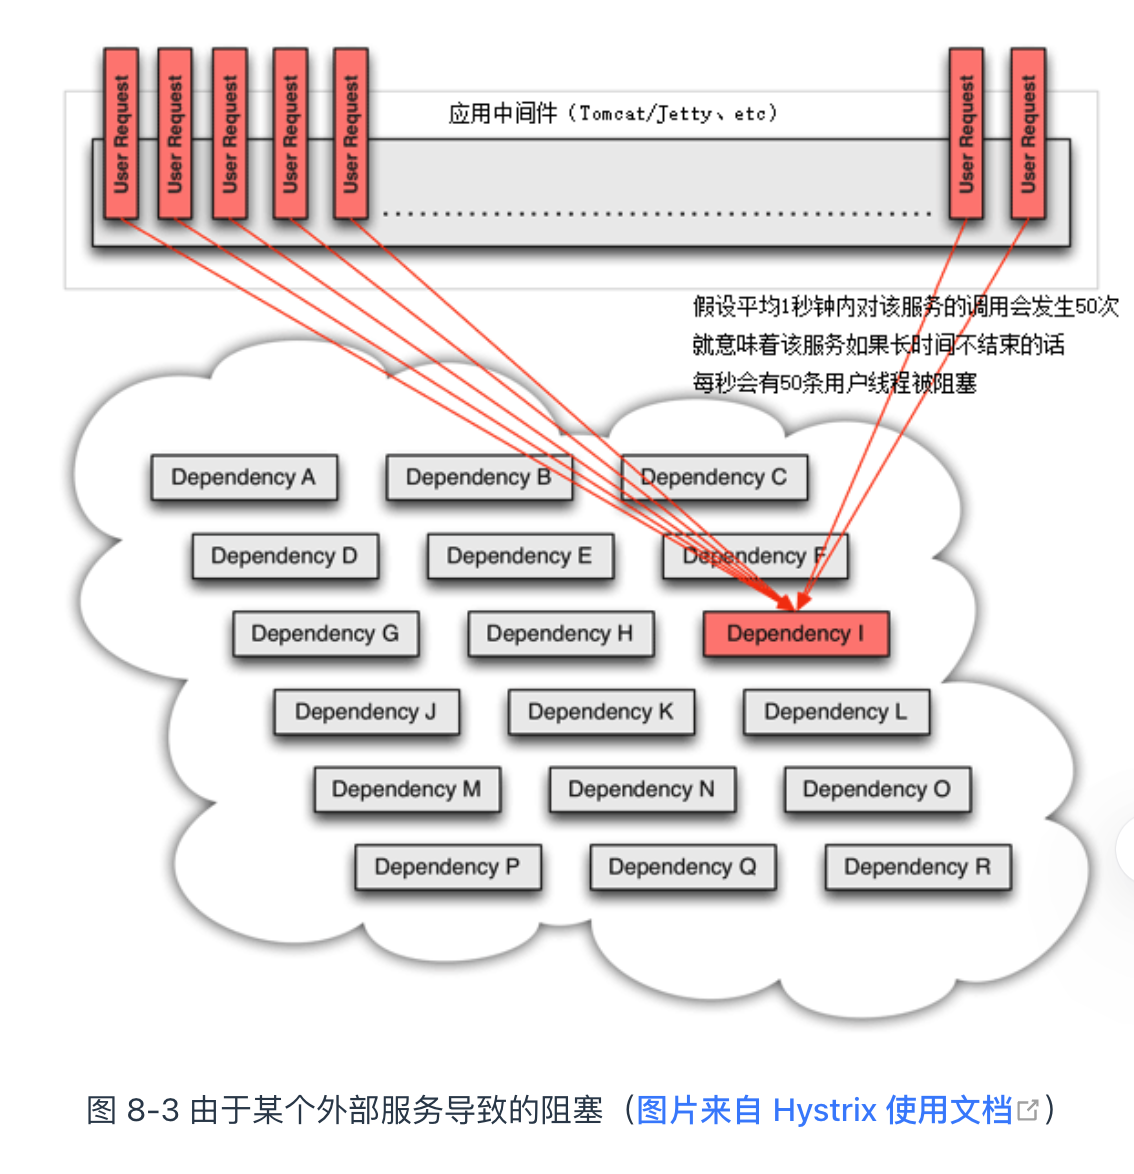 User Request
User Request
User Request
User Request
User Request
User Request
User Request
应用中间件（Tomcat/Jetty、etc）
假设平均1秒钟内对该服务的调用会发生50次
就意味着该服务如果长时间不结束的话
每秒会有50条用户线程被阻塞
Dependency A
Dependency B
Dependency C
Dependency D
Dependency E
Dependency F
Dependency G
Dependency H
Dependency I
Dependency J
Dependency K
Dependency L
Dependency M
Dependency N
Dependency O
Dependency P
Dependency Q
Dependency R
图 8-3 由于某个外部服务导致的阻塞（图片来自 Hystrix 使用文档）